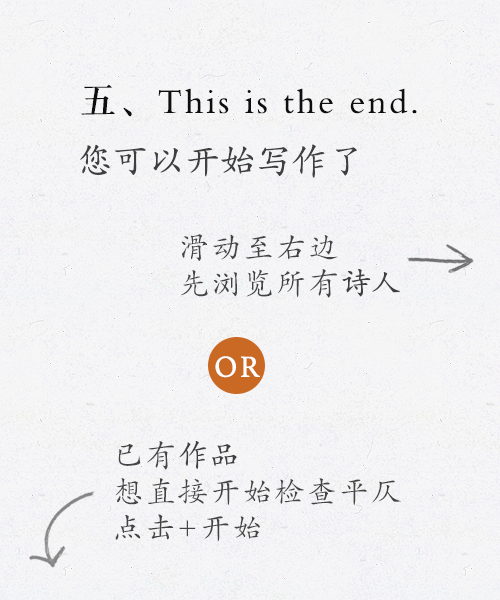 五、This is the end.
您可以开始写作了
滑动至右边
先浏览所有诗人
OR
已有作品
想直接开始检查平仄
点击+开始